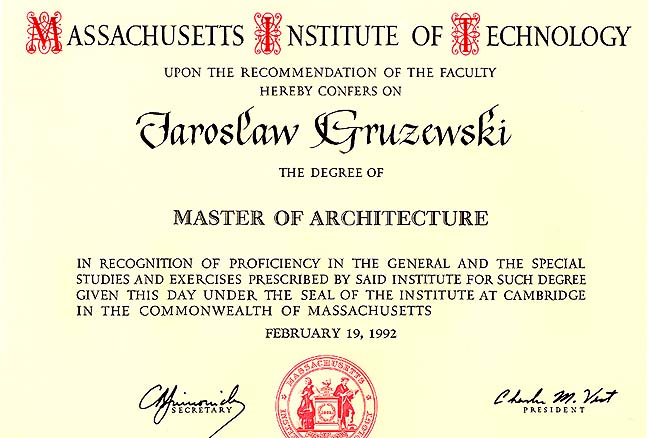 MASSACHUSETTS INSTITUTE OF TECHNOLOGY
UPON THE RECOMMENDATION OF THE FACULTY
HEREBY CONFERS ON
Jaroslaw Gruzewski
THE DEGREE OF
MASTER OF ARCHITECTURE
IN RECOGNITION OF PROFICIENCY IN THE GENERAL AND THE SPECIAL
STUDIES AND EXERCISES PRESCRIBED BY SAID INSTITUTE FOR SUCH DEGREE
GIVEN THIS DAY UNDER THE SEAL OF THE INSTITUTE AT CAMBRIDGE
IN THE COMMONWEALTH OF MASSACHUSETTS
FEBRUARY 19, 1992
MASSACHUSETTS
Charles M. Vest
SECRETARY
PRESIDENT